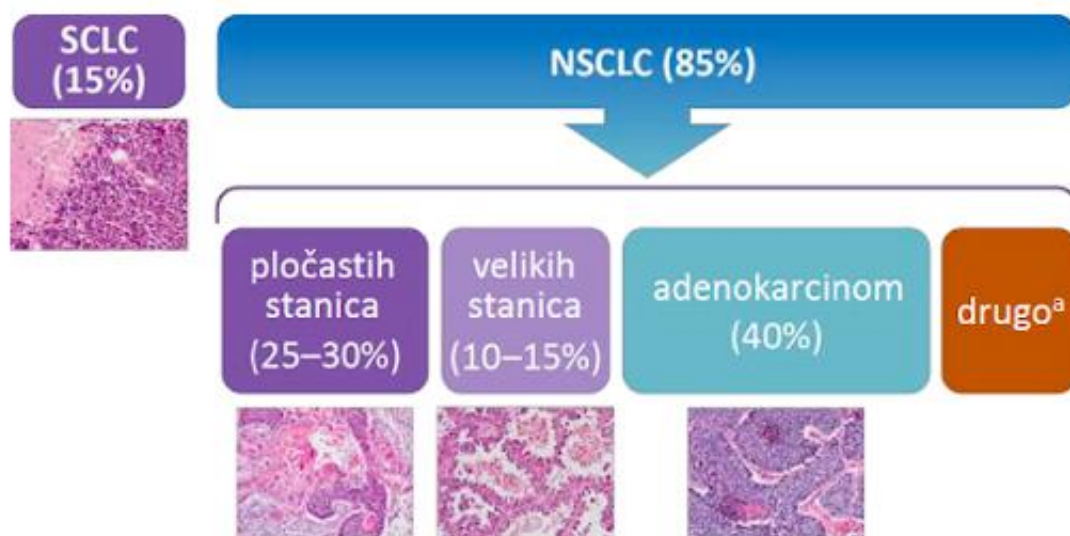 SCLC
(15%)
NSCLC (85%)
pločastih
stanica
(25–30%)
velikih
stanica
(10–15%)
adenokarcinom
(40%)
drugoᵃ